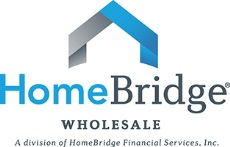 HomeBridge®
WHOLESALE
A division of HomeBridge Financial Services, Inc.